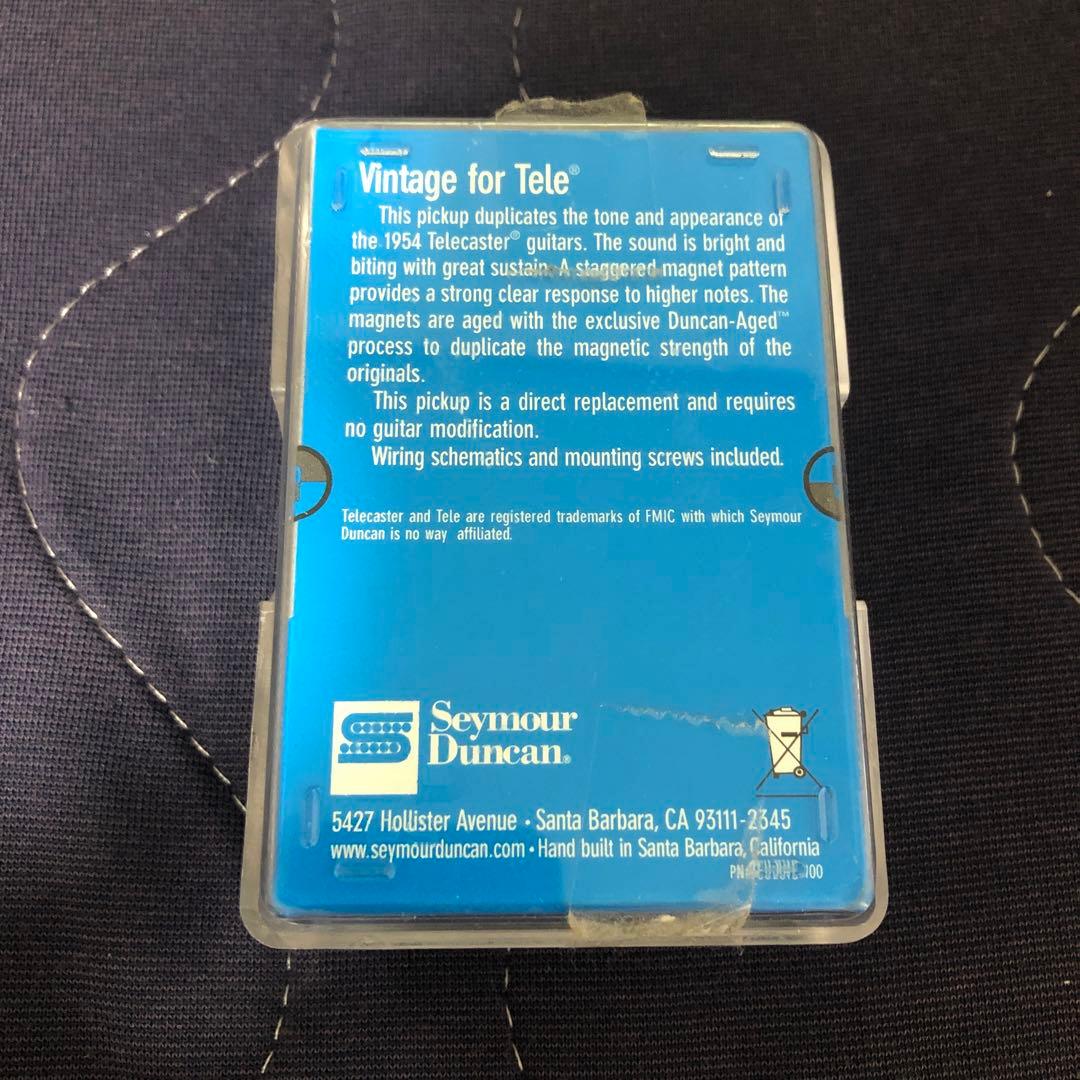 Vintage for Tele®
This pickup duplicates the tone and appearance of
the 1954 Telecaster® guitars. The sound is bright and
biting with great sustain. A staggered magnet pattern
provides a strong clear response to higher notes. The
magnets are aged with the exclusive Duncan-Aged™
process to duplicate the magnetic strength of the
originals.
This pickup is a direct replacement and requires
no guitar modification.
Wiring schematics and mounting screws included.
Telecaster and Tele are registered trademarks of FMIC with which Seymour
Duncan is no way affiliated.
Seymour
Duncan®
5427 Hollister Avenue • Santa Barbara, CA 93111-2345
www.seymourduncan.com • Hand built in Santa Barbara, California